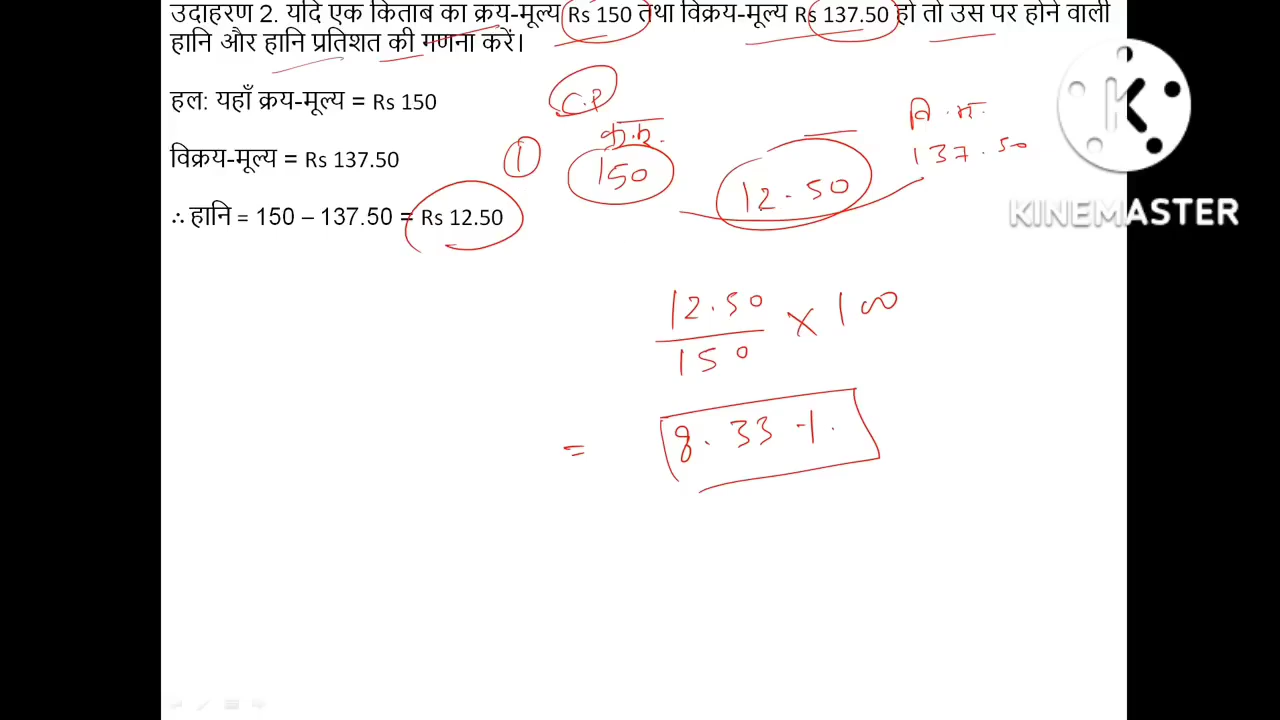 उदाहरण 2. यदि एक किताब का क्रय-मूल्य Rs 150 तथा विक्रय-मूल्य Rs 137.50 हो तो उस पर होने वाली
हानि और हानि प्रतिशत की गणना करें।
हल: यहाँ क्रय-मूल्य = Rs 150
C.P
वि.म.
क्र.मू.
विक्रय-मूल्य = Rs 137.50
1
150
137.50
12.50
KINEMASTER
∴ हानि = 150 – 137.50 = Rs 12.50
12.50
150
× 100
= 8.33 %